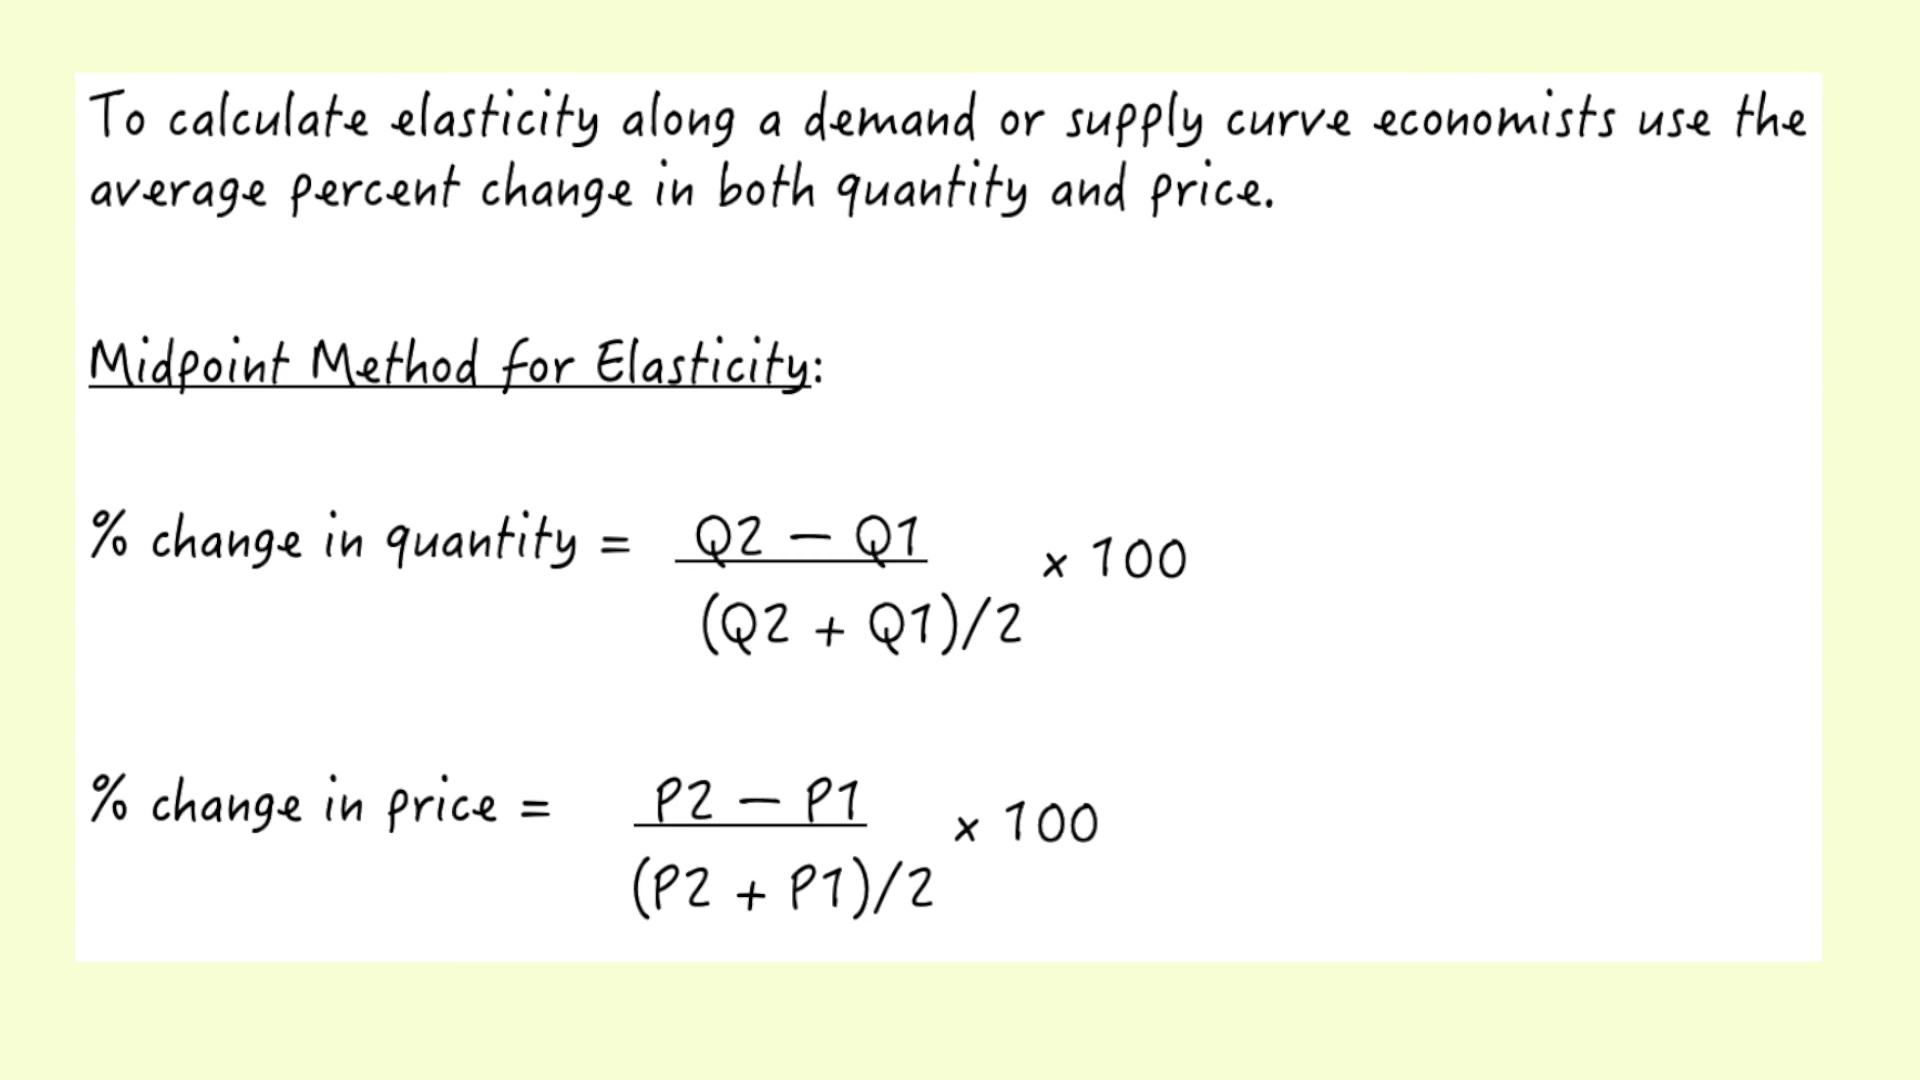 To calculate elasticity along a demand or supply curve economists use the
average percent change in both quantity and price.
Midpoint Method for Elasticity:
% change in quantity = Q2 – Q1 x 100
(Q2 + Q1)/2
% change in price = P2 – P1 x 100
(P2 + P1)/2